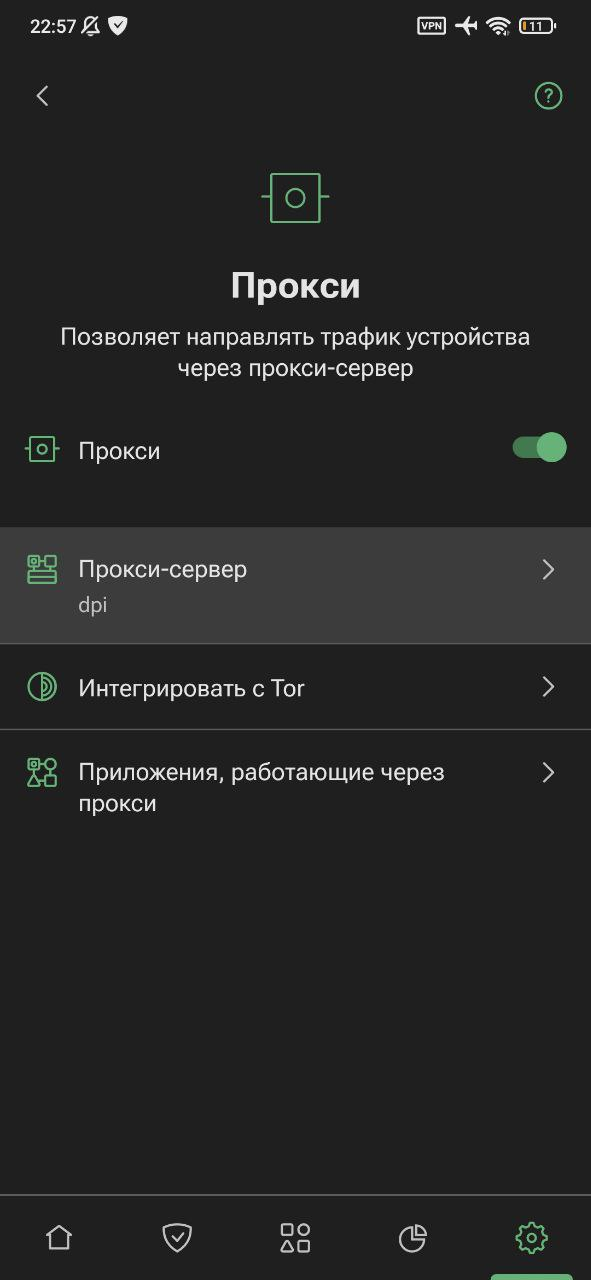 22:57
VPN
11
?
Прокси
Позволяет направлять трафик устройства
через прокси-сервер
Прокси
Прокси-сервер
dpi
Интегрировать с Tor
Приложения, работающие через
прокси